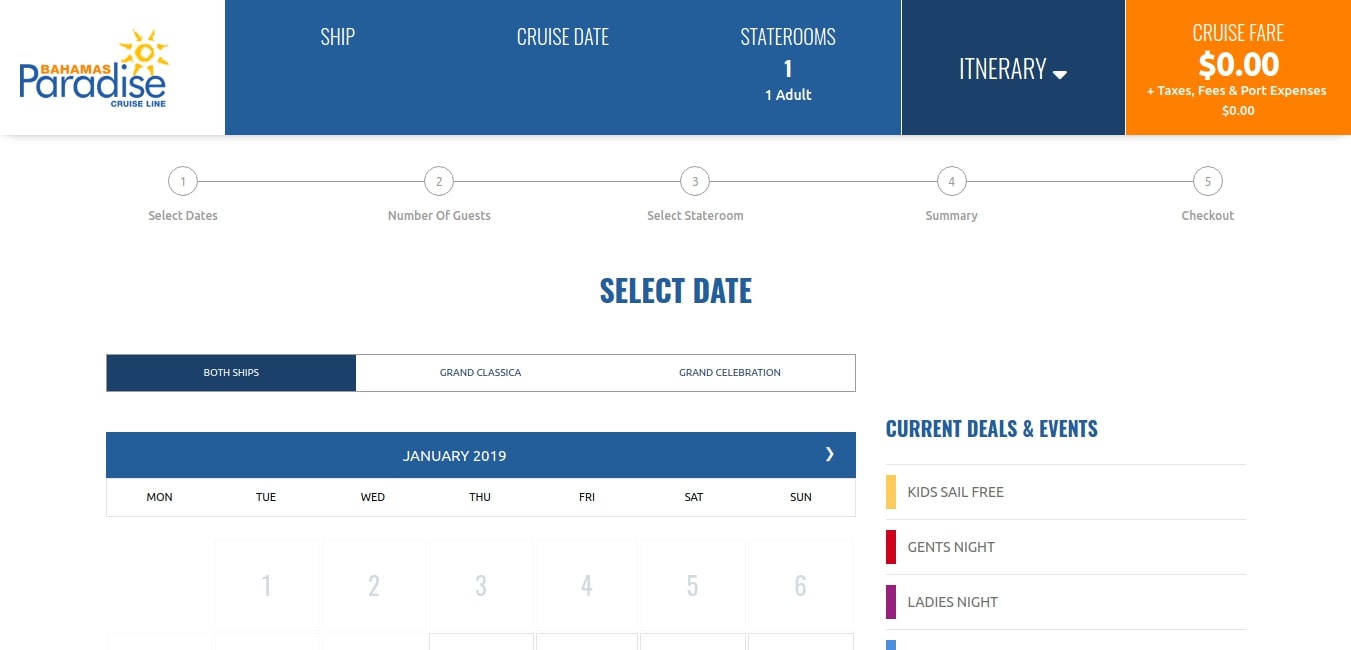 BAHAMAS
Paradise
CRUISE LINE
SHIP
CRUISE DATE
STATEROOMS
1
1 Adult
ITNERARY
CRUISE FARE
$0.00
+ Taxes, Fees & Port Expenses
$0.00
1 2 3 4 5
Select Dates Number Of Guests Select Stateroom Summary Checkout
SELECT DATE
BOTH SHIPS GRAND CLASSICA GRAND CELEBRATION
JANUARY 2019 ❯
MON TUE WED THU FRI SAT SUN
1 2 3 4 5 6
CURRENT DEALS & EVENTS
KIDS SAIL FREE
GENTS NIGHT
LADIES NIGHT